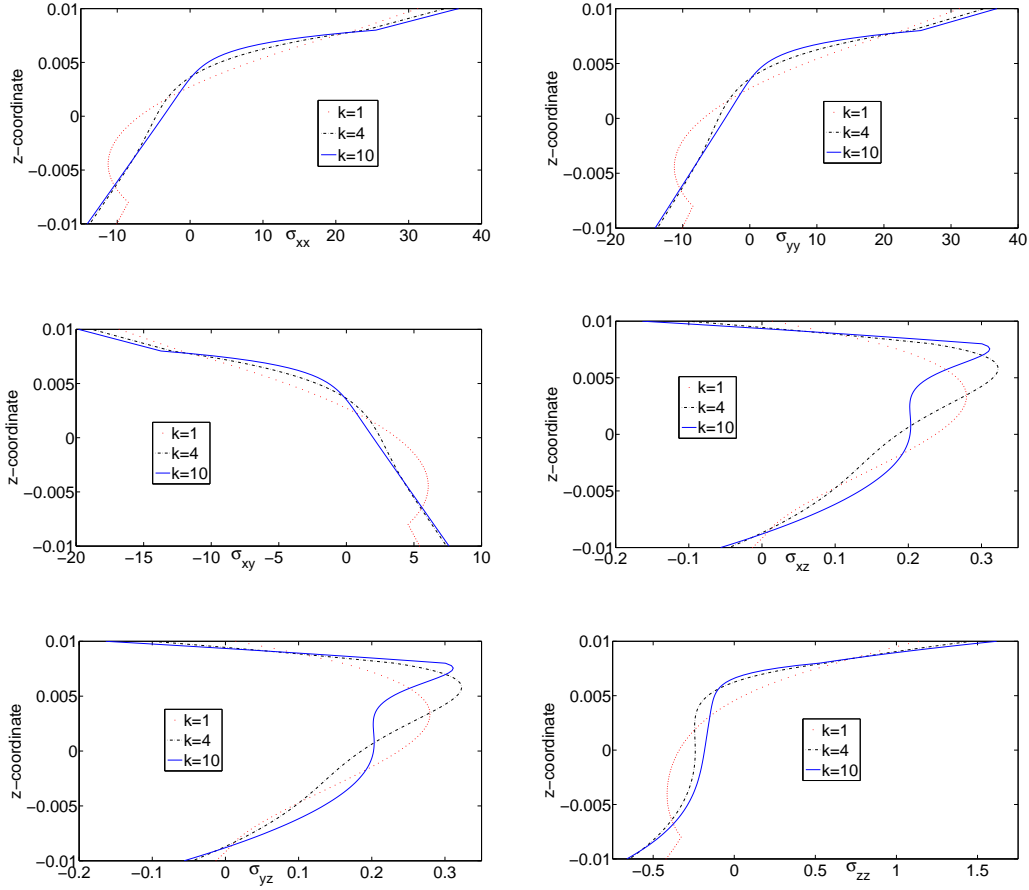 z−coordinate
0.01
0.005
0
−0.005
−0.01
k=1
k=4
k=10
−10 0 10 20 30 40
σxx
z−coordinate
0.01
0.005
0
−0.005
−0.01
k=1
k=4
k=10
−20 −10 0 10 20 30 40
σyy
z−coordinate
0.01
0.005
0
−0.005
−0.01
k=1
k=4
k=10
−20 −15 −10 −5 0 5 10
σxy
z−coordinate
0.01
0.005
0
−0.005
−0.01
k=1
k=4
k=10
−0.2 −0.1 0 0.1 0.2 0.3
σxz
z−coordinate
0.01
0.005
0
−0.005
−0.01
k=1
k=4
k=10
−0.2 −0.1 0 0.1 0.2 0.3
σyz
z−coordinate
0.01
0.005
0
−0.005
−0.01
k=1
k=4
k=10
−0.5 0 0.5 1 1.5
σzz